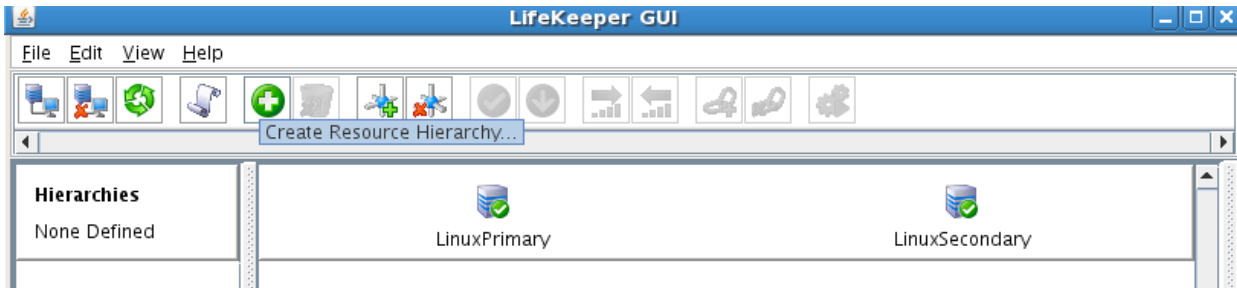 LifeKeeper GUI
File Edit View Help
Create Resource Hierarchy...
Hierarchies
None Defined
LinuxPrimary
LinuxSecondary